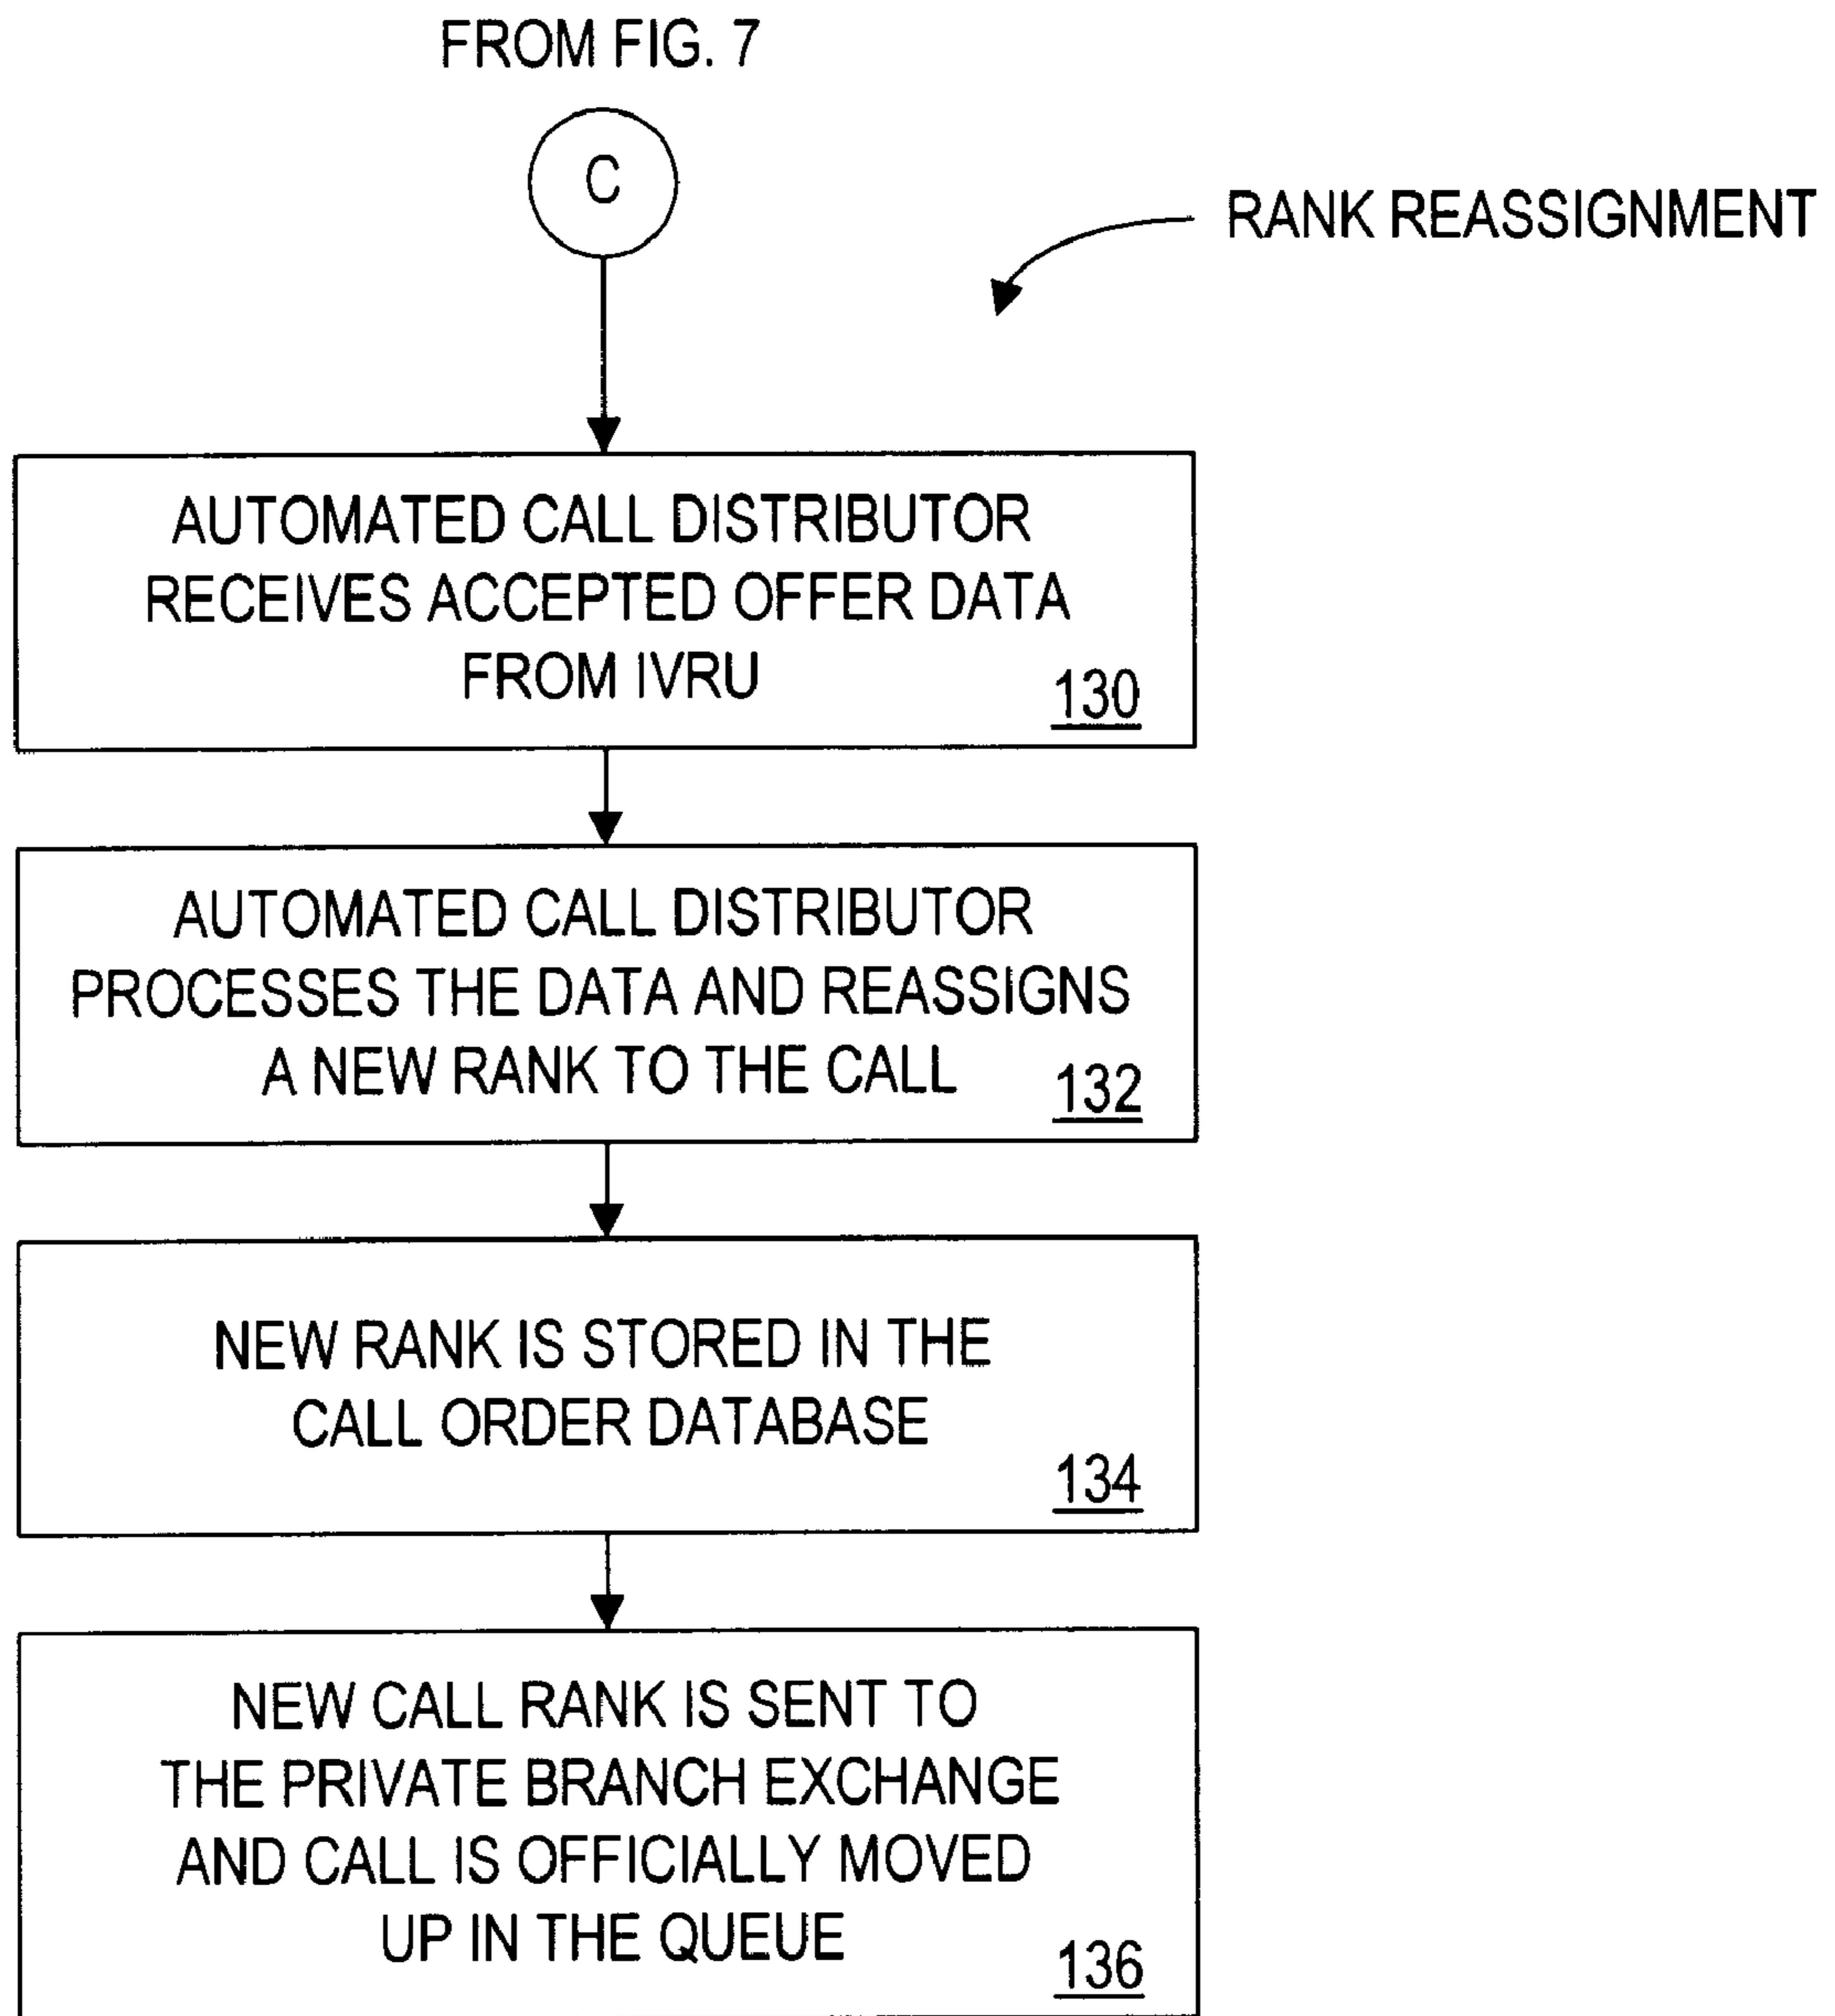 FROM FIG. 7
C
RANK REASSIGNMENT
AUTOMATED CALL DISTRIBUTOR
RECEIVES ACCEPTED OFFER DATA
FROM IVRU
130
AUTOMATED CALL DISTRIBUTOR
PROCESSES THE DATA AND REASSIGNS
A NEW RANK TO THE CALL
132
NEW RANK IS STORED IN THE
CALL ORDER DATABASE
134
NEW CALL RANK IS SENT TO
THE PRIVATE BRANCH EXCHANGE
AND CALL IS OFFICIALLY MOVED
UP IN THE QUEUE
136